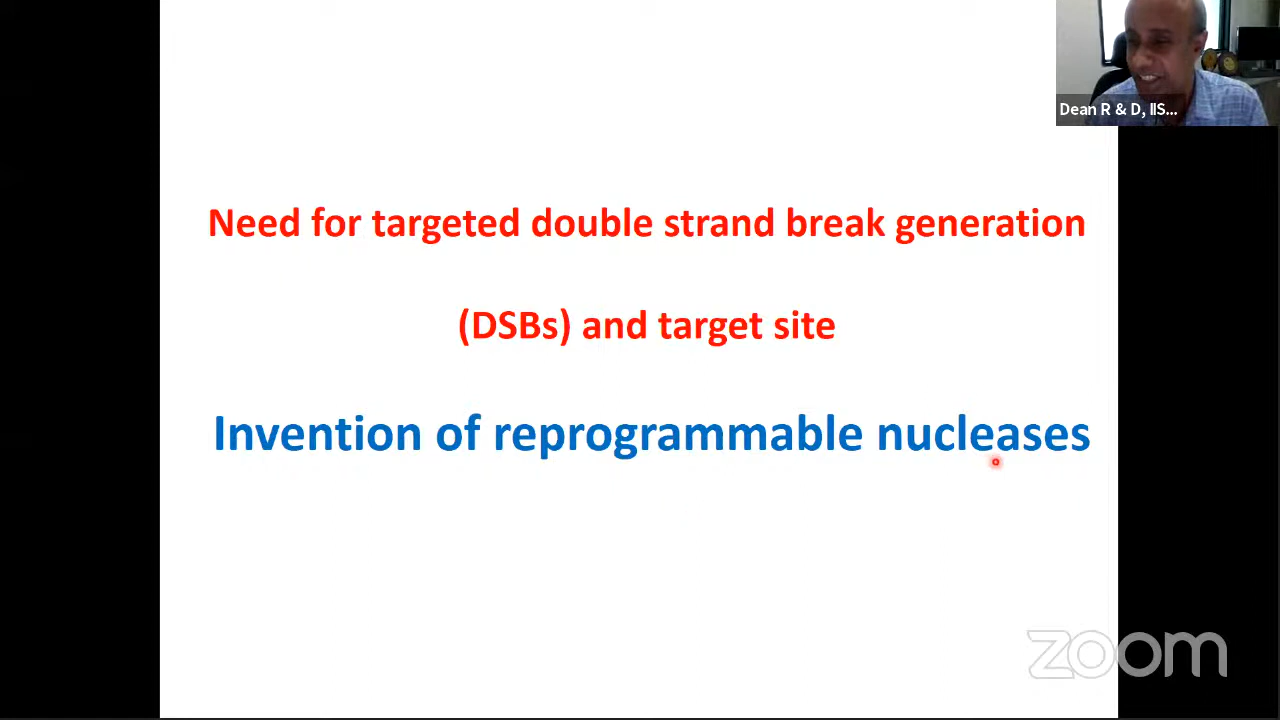 Dean R & D, IIS...
Need for targeted double strand break generation
(DSBs) and target site
Invention of reprogrammable nucleases
zoom